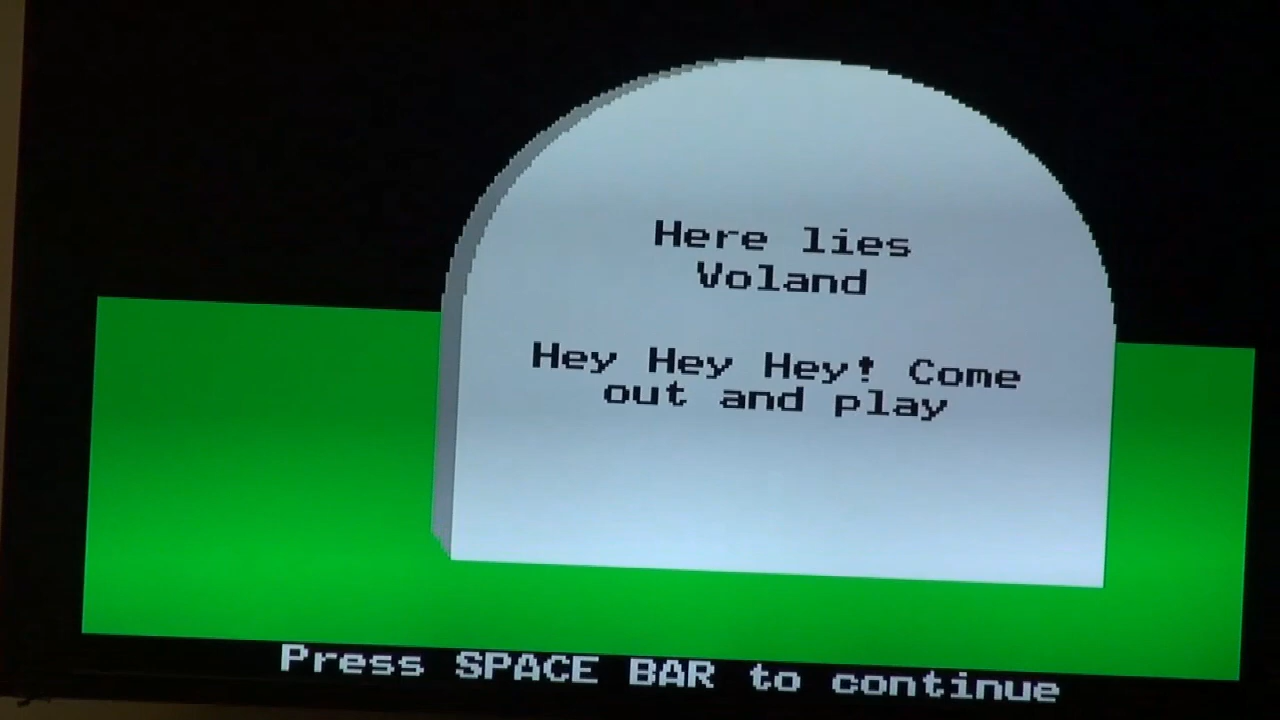 Here lies
Voland
Hey Hey Hey! Come
out and play
Press SPACE BAR to continue